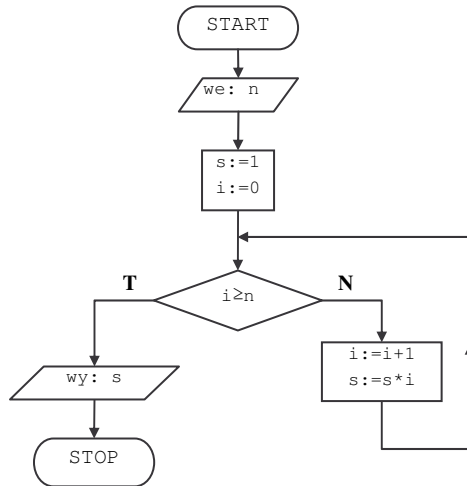 START
we: n
s:=1
i:=0
T
i≥n
N
i:=i+1
s:=s*i
wy: s
STOP